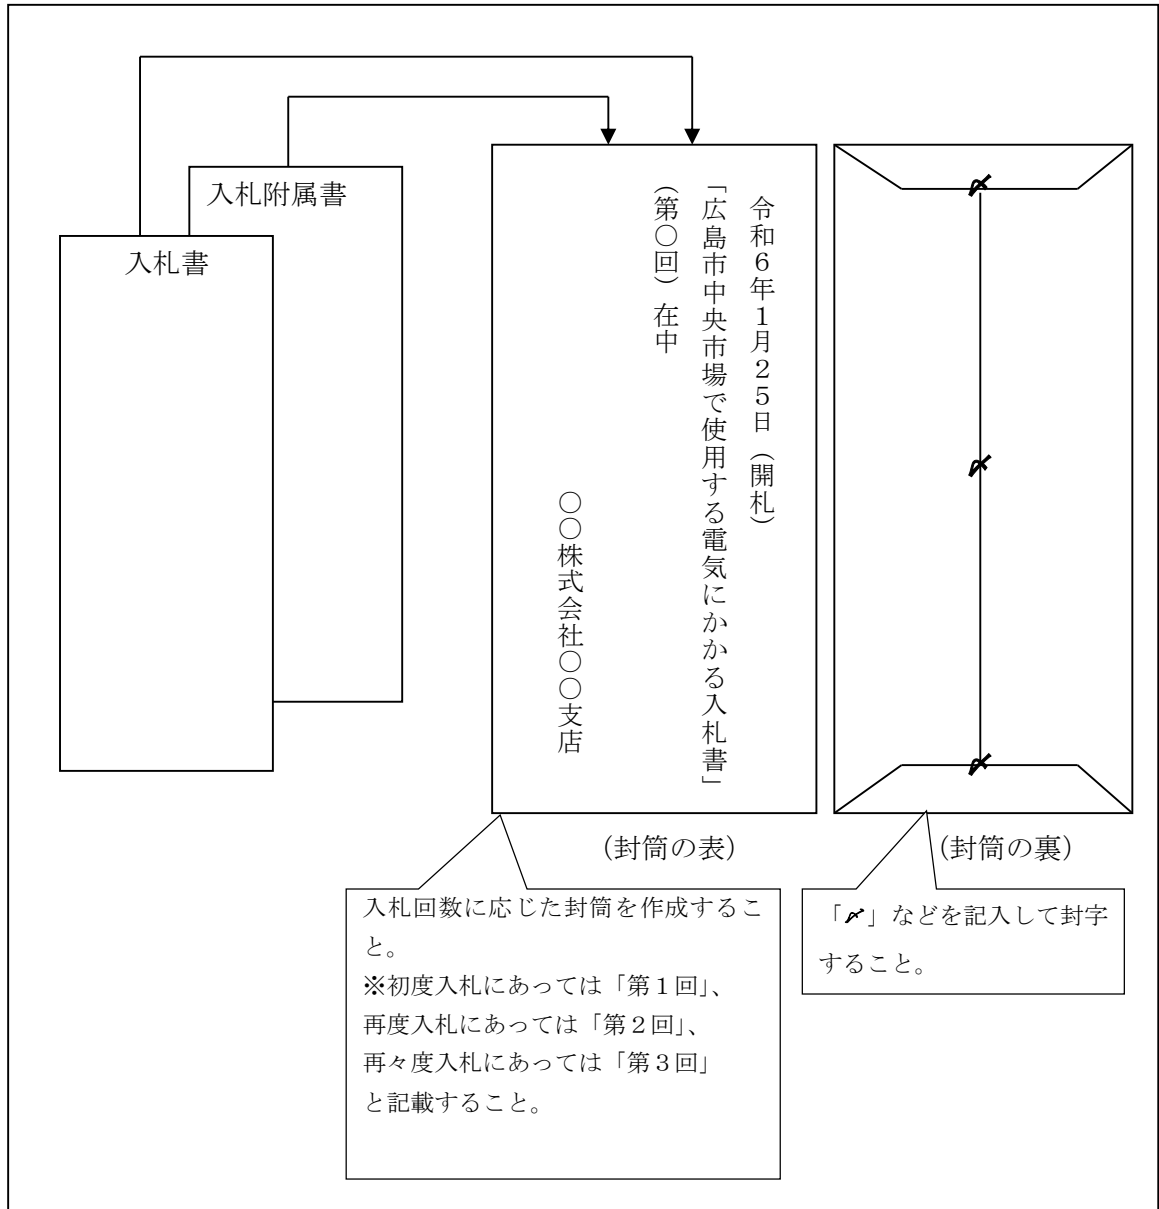 入札附属書
入札書
令和６年１月２５日（開札）
「広島市中央市場で使用する電気にかかる入札書」
（第〇回）在中
〇〇株式会社〇〇支店
〆
〆
〆
（封筒の表）
（封筒の裏）
入札回数に応じた封筒を作成するこ
と。
※初度入札にあっては「第１回」、
再度入札にあっては「第２回」、
再々度入札にあっては「第３回」
と記載すること。
「〆」などを記入して封字
すること。